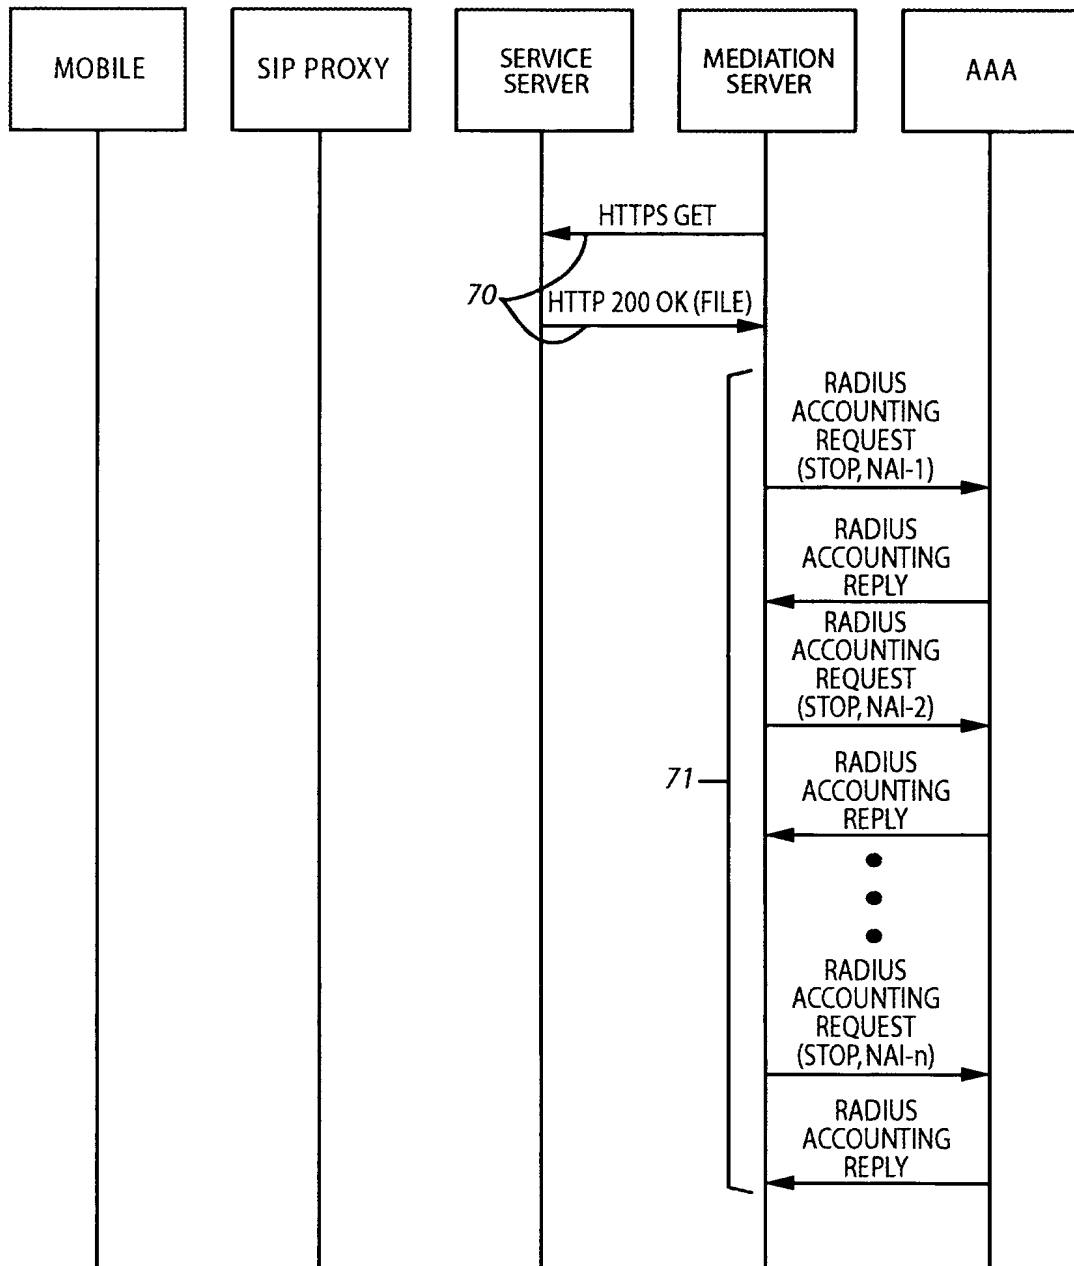 MOBILE
SIP PROXY
SERVICE
SERVER
MEDIATION
SERVER
AAA
HTTPS GET
70
HTTP 200 OK (FILE)
RADIUS
ACCOUNTING
REQUEST
(STOP, NAI-1)
RADIUS
ACCOUNTING
REPLY
RADIUS
ACCOUNTING
REQUEST
(STOP, NAI-2)
71
RADIUS
ACCOUNTING
REPLY
RADIUS
ACCOUNTING
REQUEST
(STOP, NAI-n)
RADIUS
ACCOUNTING
REPLY